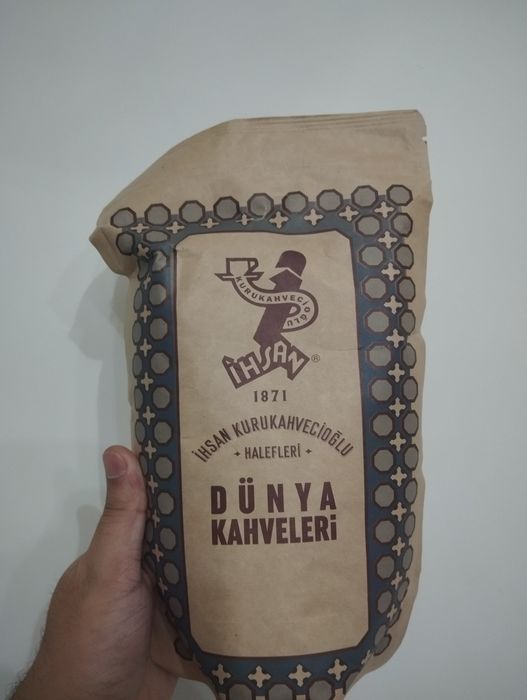 KURUKAHVECİOĞLU
İHSAN®
1871
İHSAN KURUKAHVECİOĞLU
HALEFLERİ
DÜNYA
KAHVELERİ